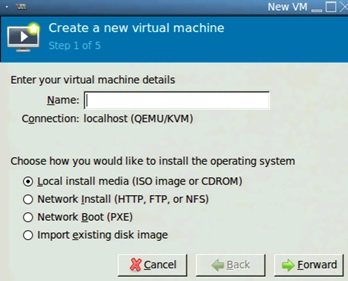 New VM
Create a new virtual machine
Step 1 of 5
Enter your virtual machine details
Name:
Connection: localhost (QEMU/KVM)
Choose how you would like to install the operating system
Local install media (ISO image or CDROM)
Network Install (HTTP, FTP, or NFS)
Network Boot (PXE)
Import existing disk image
Cancel Back Forward